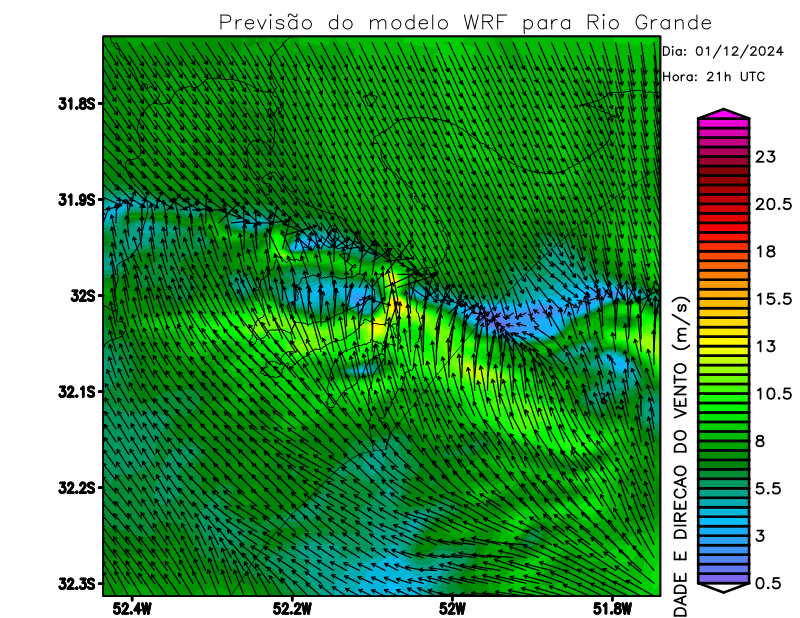 Previsão do modelo WRF para Rio Grande
Dia: 01/12/2024
Hora: 21h UTC
31.8S
31.9S
32S
32.1S
32.2S
32.3S
52.4W
52.2W
52W
51.8W
23
20.5
18
15.5
13
10.5
8
5.5
3
0.5
DADE E DIRECAO DO VENTO (m/s)